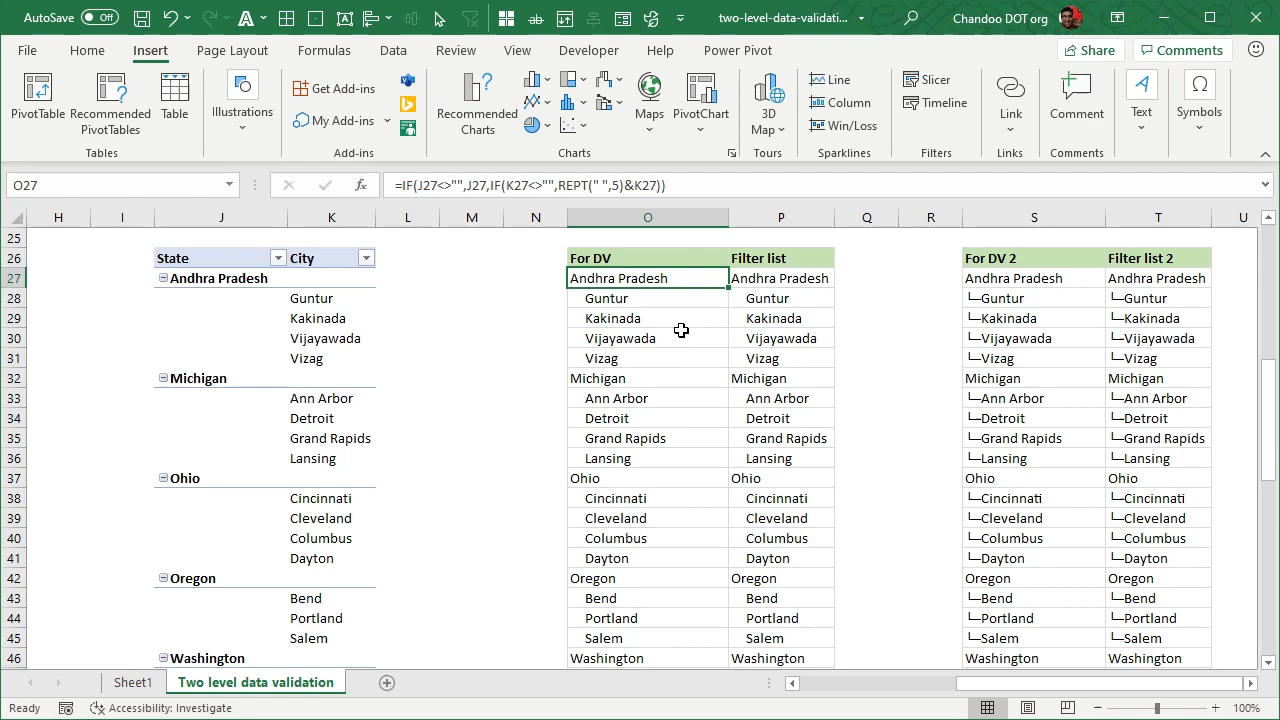 AutoSave Off two-level-data-validati... Chandoo DOT org
File Home Insert Page Layout Formulas Data Review View Developer Help Power Pivot Share Comments
PivotTable Recommended PivotTables Table
Tables
Illustrations
Get Add-ins
My Add-ins
Add-ins
Recommended Charts
Maps PivotChart
Charts
3D Map
Tours
Line
Column
Win/Loss
Sparklines
Slicer
Timeline
Filters
Link
Links
Comment
Comments
Text
Symbols
O27 fx =IF(J27<>"",J27,IF(K27<>"",REPT(" ",5)&K27))
H I J K L M N O P Q R S T U
25
26 State City For DV Filter list For DV 2 Filter list 2
27 Andhra Pradesh Andhra Pradesh Andhra Pradesh Andhra Pradesh Andhra Pradesh
28 Guntur Guntur Guntur └─Guntur └─Guntur
29 Kakinada Kakinada Kakinada └─Kakinada └─Kakinada
30 Vijayawada Vijayawada Vijayawada └─Vijayawada └─Vijayawada
31 Vizag Vizag Vizag └─Vizag └─Vizag
32 Michigan Michigan Michigan Michigan Michigan
33 Ann Arbor Ann Arbor Ann Arbor └─Ann Arbor └─Ann Arbor
34 Detroit Detroit Detroit └─Detroit └─Detroit
35 Grand Rapids Grand Rapids Grand Rapids └─Grand Rapids └─Grand Rapids
36 Lansing Lansing Lansing └─Lansing └─Lansing
37 Ohio Ohio Ohio Ohio Ohio
38 Cincinnati Cincinnati Cincinnati └─Cincinnati └─Cincinnati
39 Cleveland Cleveland Cleveland └─Cleveland └─Cleveland
40 Columbus Columbus Columbus └─Columbus └─Columbus
41 Dayton Dayton Dayton └─Dayton └─Dayton
42 Oregon Oregon Oregon Oregon Oregon
43 Bend Bend Bend └─Bend └─Bend
44 Portland Portland Portland └─Portland └─Portland
45 Salem Salem Salem └─Salem └─Salem
46 Washington Washington Washington Washington Washington
Sheet1 Two level data validation
Ready Accessibility: Investigate 100%